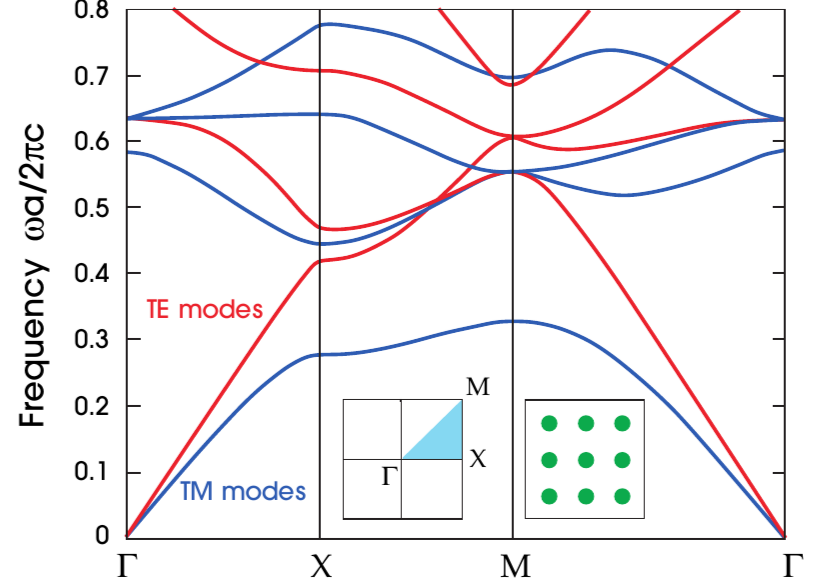 0.8
0.7
0.6
0.5
0.4
0.3
0.2
0.1
0
Frequency ωa/2πc
TE modes
TM modes
M
X
Γ
Γ
X
M
Γ